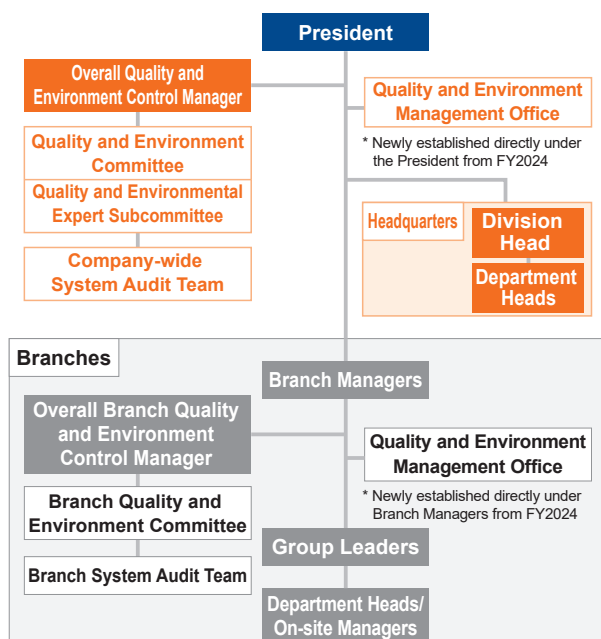 President
Overall Quality and
Environment Control Manager
Quality and Environment
Management Office
* Newly established directly under
the President from FY2024
Quality and Environment
Committee
Quality and Environmental
Expert Subcommittee
Company-wide
System Audit Team
Headquarters
Division
Head
Department
Heads
Branches
Branch Managers
Overall Branch Quality
and Environment
Control Manager
Quality and Environment
Management Office
* Newly established directly under
Branch Managers from FY2024
Branch Quality and
Environment Committee
Branch System Audit Team
Group Leaders
Department Heads/
On-site Managers